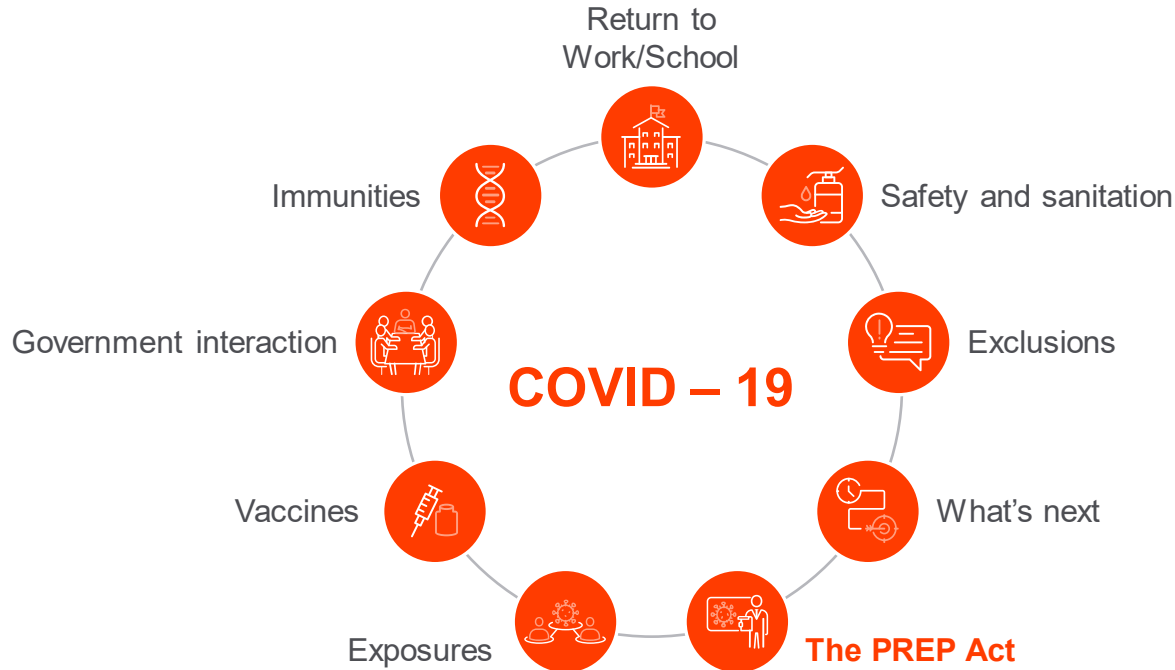 Return to
Work/School
Immunities
Safety and sanitation
Government interaction
Exclusions
COVID – 19
Vaccines
What’s next
Exposures
The PREP Act